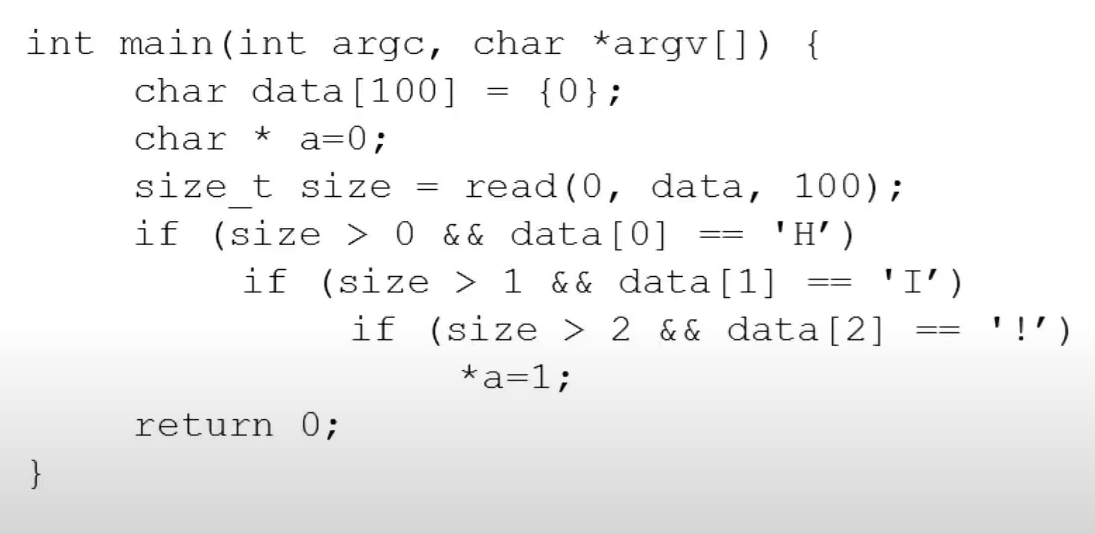 int main(int argc, char *argv[]) {
char data[100] = {0};
char * a=0;
size_t size = read(0, data, 100);
if (size > 0 && data[0] == 'H’)
if (size > 1 && data[1] == 'I’)
if (size > 2 && data[2] == '!’)
*a=1;
return 0;
}